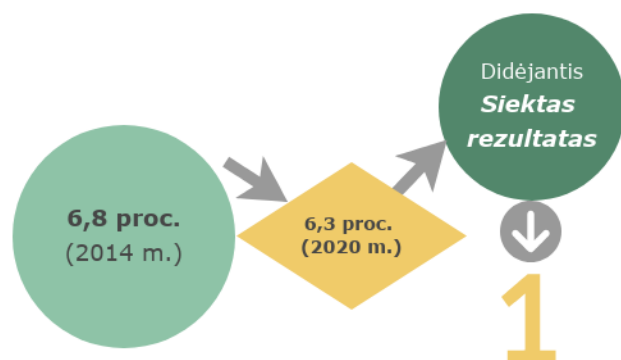 6,8 proc.
(2014 m.)
6,3 proc.
(2020 m.)
Didėjantis
Siektas
rezultatas
1